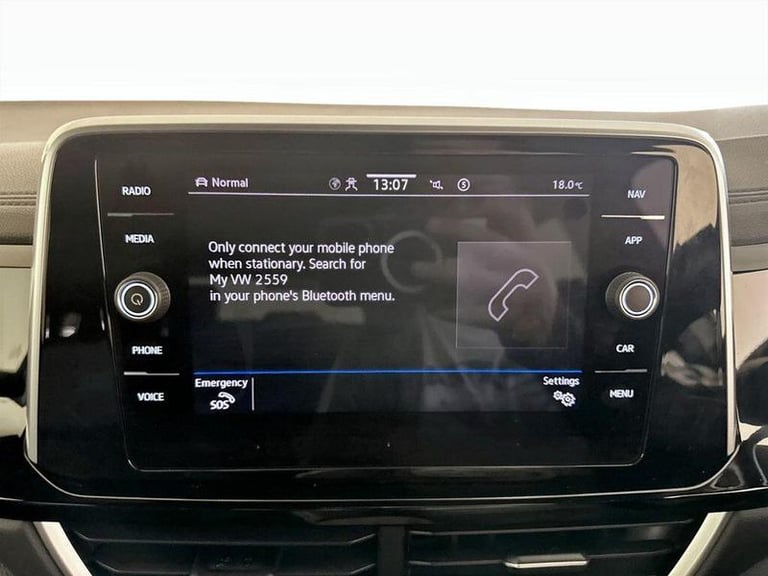 RADIO
MEDIA
PHONE
VOICE
Normal
13:07
S
18.0°C
Only connect your mobile phone
when stationary. Search for
My VW 2559
in your phone's Bluetooth menu.
Emergency
SOS
Settings
NAV
APP
CAR
MENU